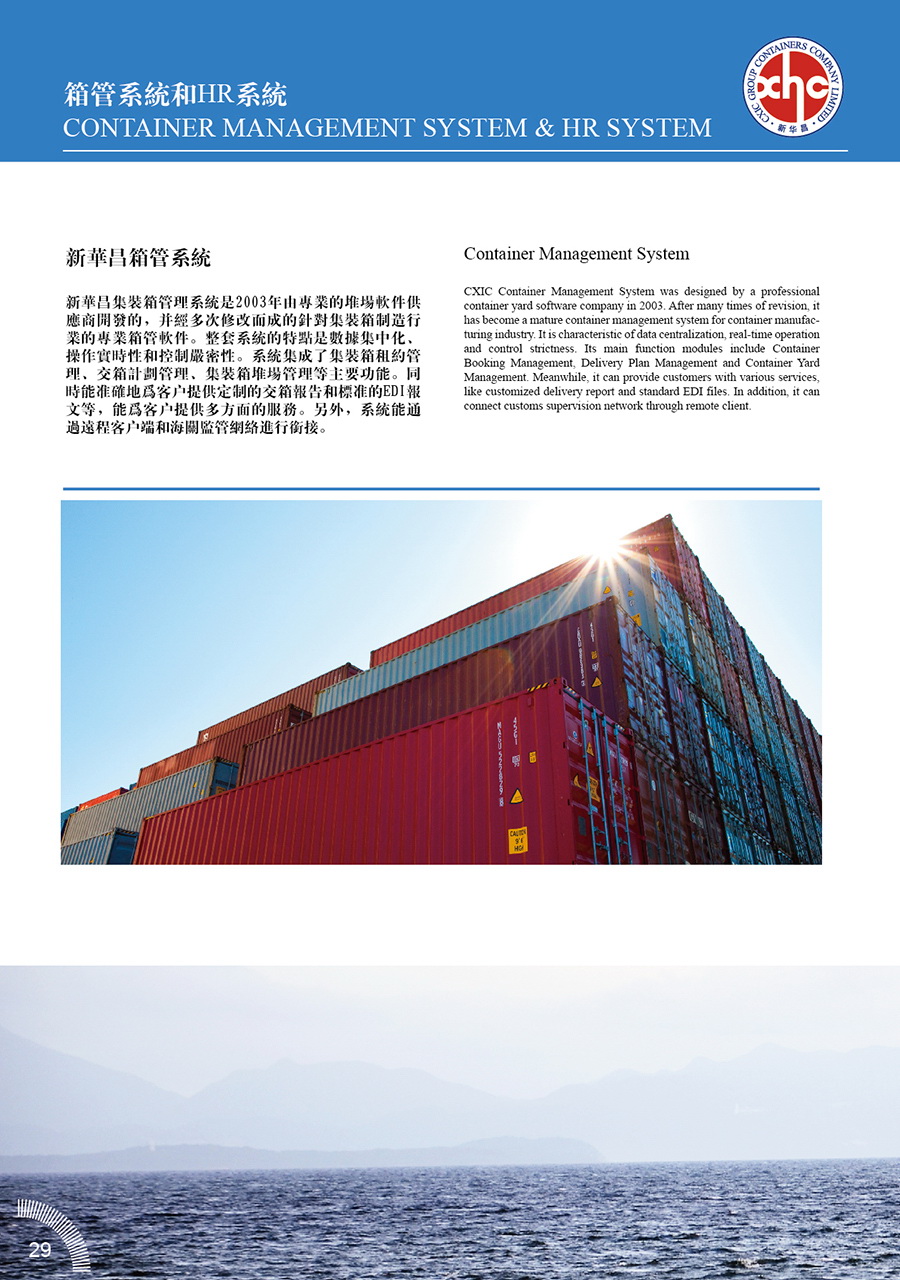 箱管系統和HR系統
CONTAINER MANAGEMENT SYSTEM & HR SYSTEM
CXIC GROUP CONTAINERS COMPANY LIMITED
xhc
新华昌
新華昌箱管系統
新華昌集裝箱管理系統是2003年由專業的堆場軟件供
應商開發的，并經多次修改而成的針對集裝箱制造行
業的專業箱管軟件。整套系統的特點是數據集中化、
操作實時性和控制嚴密性。系統集成了集裝箱租約管
理、交箱計劃管理、集裝箱堆場管理等主要功能。同
時能准確地爲客户提供定制的交箱報告和標准的EDI報
文等，能爲客户提供多方面的服務。另外，系統能通
過遠程客户端和海關監管網絡進行銜接。
Container Management System
CXIC Container Management System was designed by a professional
container yard software company in 2003. After many times of revision, it
has become a mature container management system for container manufac-
turing industry. It is characteristic of data centralization, real-time operation
and control strictness. Its main function modules include Container
Booking Management, Delivery Plan Management and Container Yard
Management. Meanwhile, it can provide customers with various services,
like customized delivery report and standard EDI files. In addition, it can
connect customs supervision network through remote client.
45G1
CAUTION
9'6"
HIGH
29